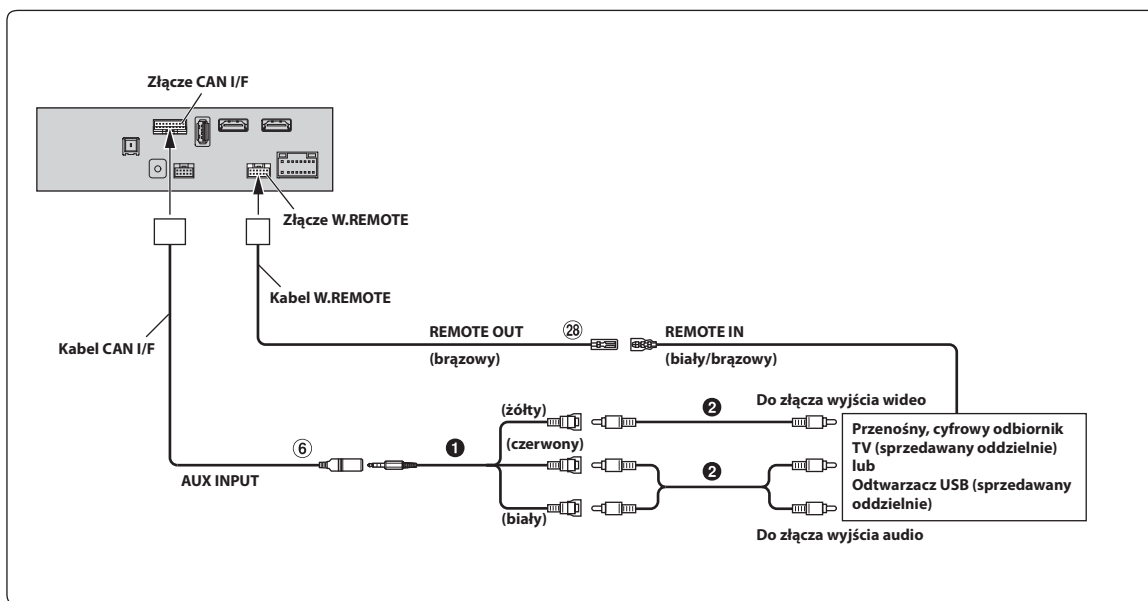 Złącze CAN I/F
Złącze W.REMOTE
Kabel W.REMOTE
Kabel CAN I/F
REMOTE OUT
(brązowy)
㉘
REMOTE IN
(biały/brązowy)
(żółty)
❷
Do złącza wyjścia wideo
(czerwony)
⑥
AUX INPUT
❶
❷
(biały)
Przenośny, cyfrowy odbiornik
TV (sprzedawany oddzielnie)
lub
Odtwarzacz USB (sprzedawany
oddzielnie)
Do złącza wyjścia audio